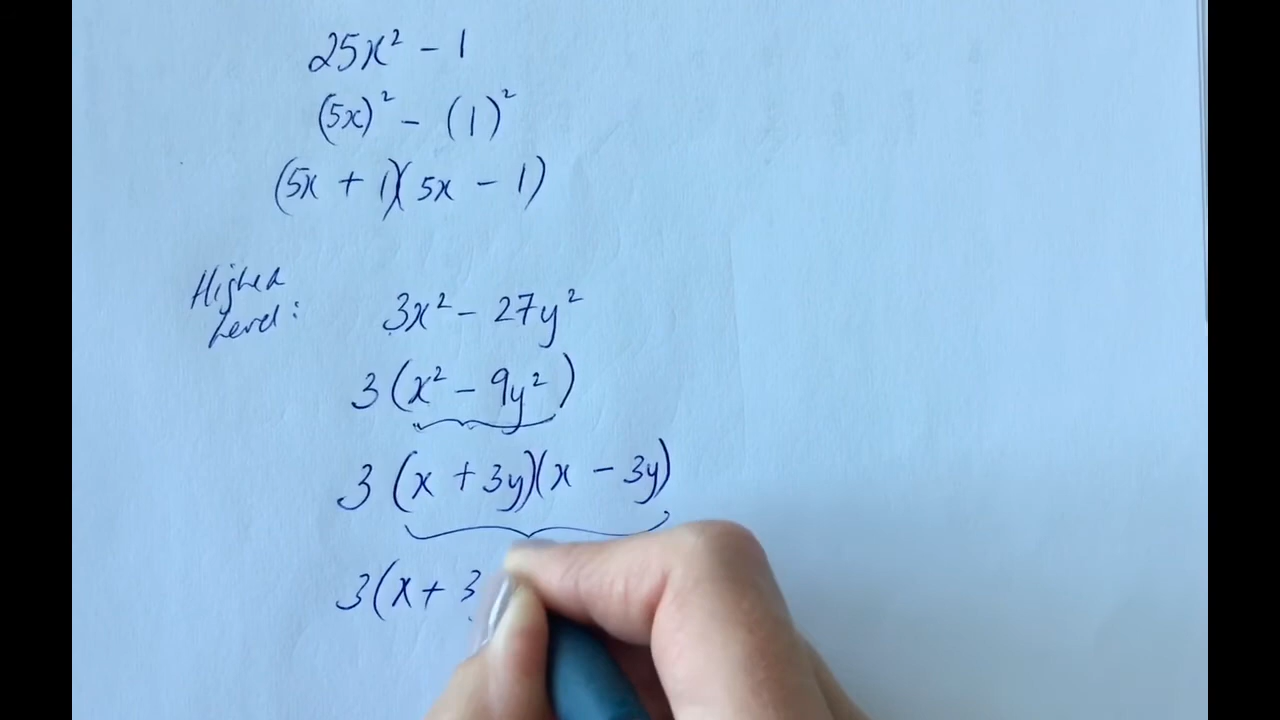 25x² - 1
(5x)² - (1)²
(5x + 1)(5x - 1)
Higher
Level:
3x² - 27y²
3(x² - 9y²)
3(x + 3y)(x - 3y)
3(x + 3